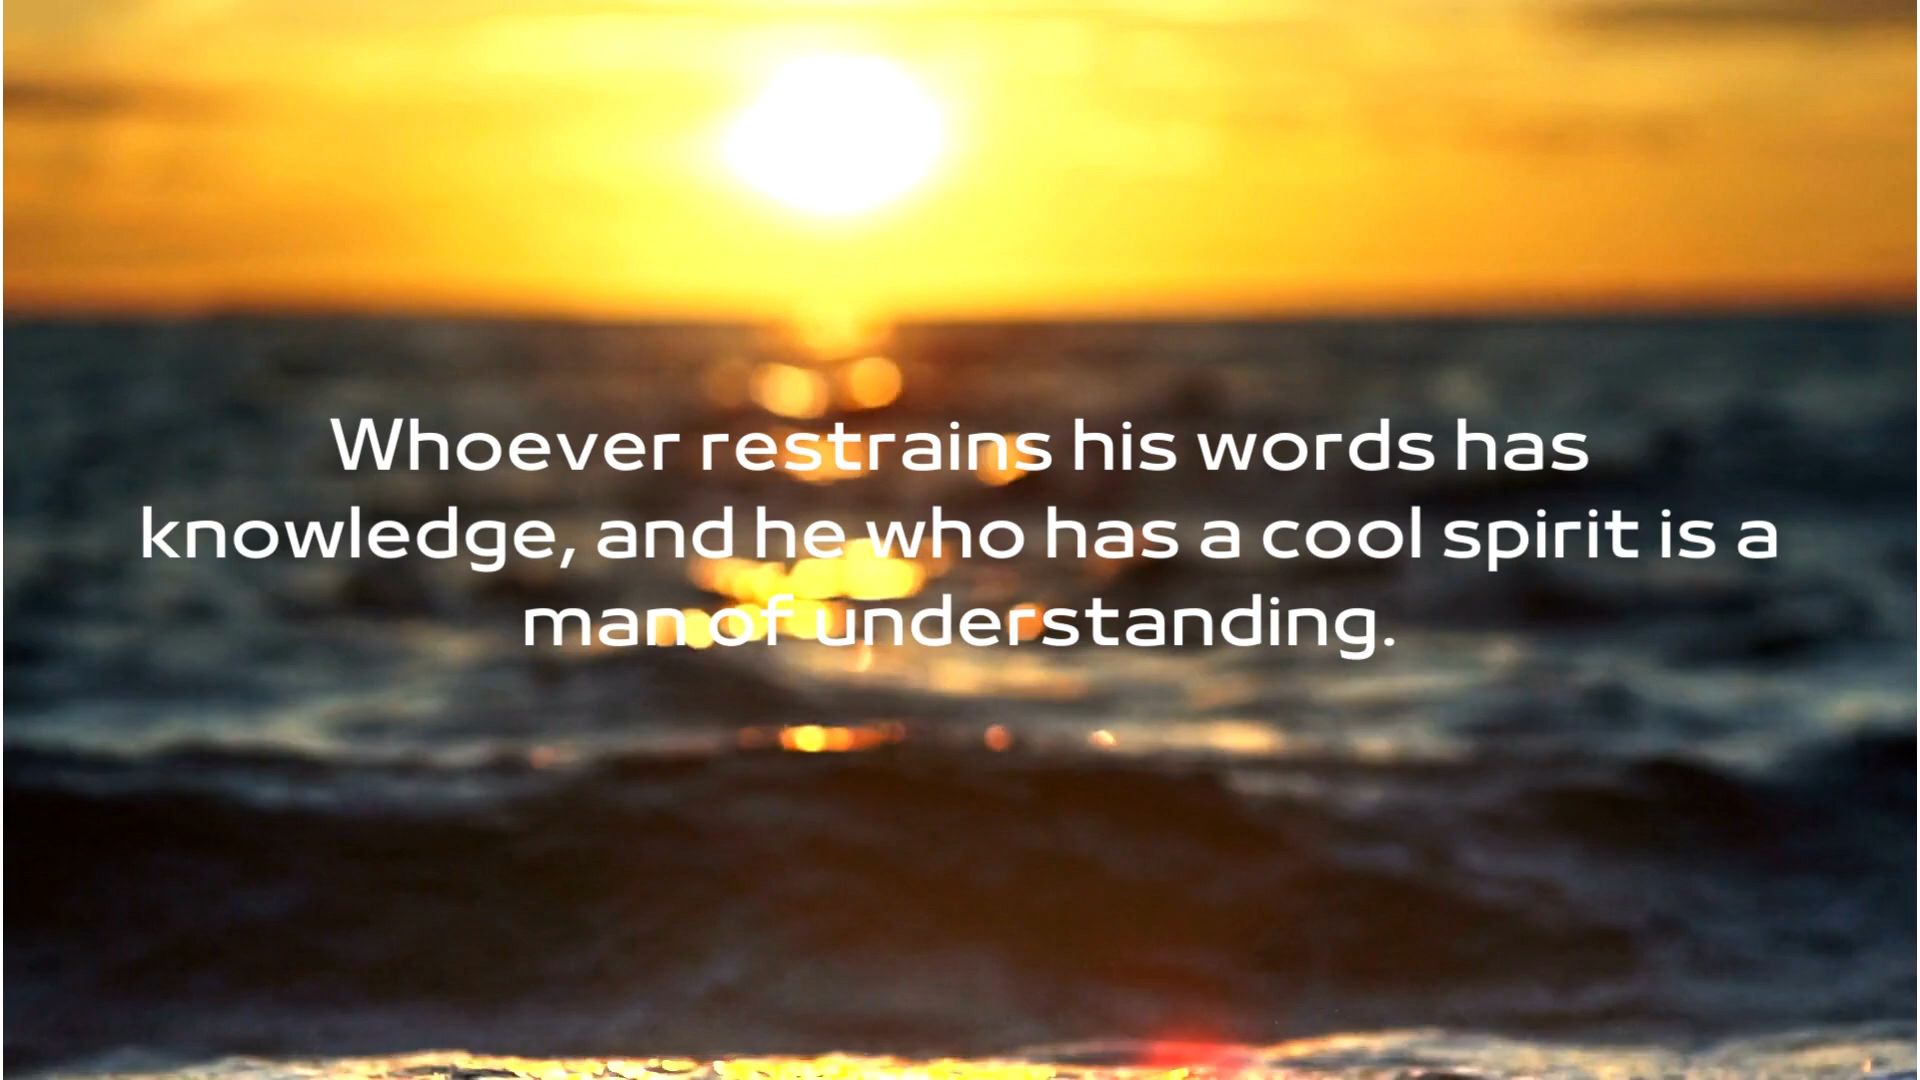 Whoever restrains his words has
knowledge, and he who has a cool spirit is a
man of understanding.